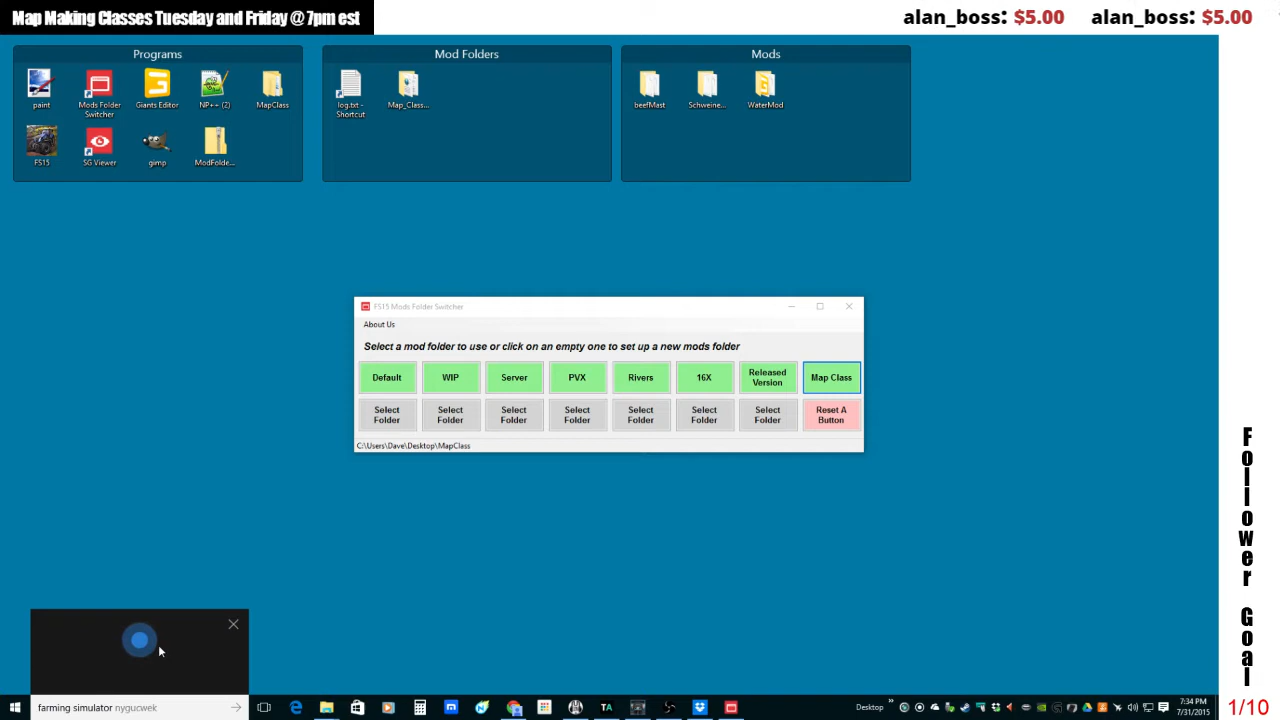 Map Making Classes Tuesday and Friday @ 7pm est
alan_boss: $5.00 alan_boss: $5.00
Programs
Mod Folders
Mods
paint
Mods Folder Switcher
Giants Editor
NP++ (2)
MapClass
log.txt - Shortcut
Map_Class...
beefMast
Schweine...
WaterMod
FS15
SG Viewer
gimp
ModFolde...
FS15 Mods Folder Switcher
About Us
Select a mod folder to use or click on an empty one to set up a new mods folder
Default
WIP
Server
PVX
Rivers
16X
Released Version
Map Class
Select Folder
Select Folder
Select Folder
Select Folder
Select Folder
Select Folder
Select Folder
Reset A Button
C:\Users\Dave\Desktop\MapClass
Follower Goal
farming simulator nygucwek
Desktop
7:34 PM
7/31/2015
1/10